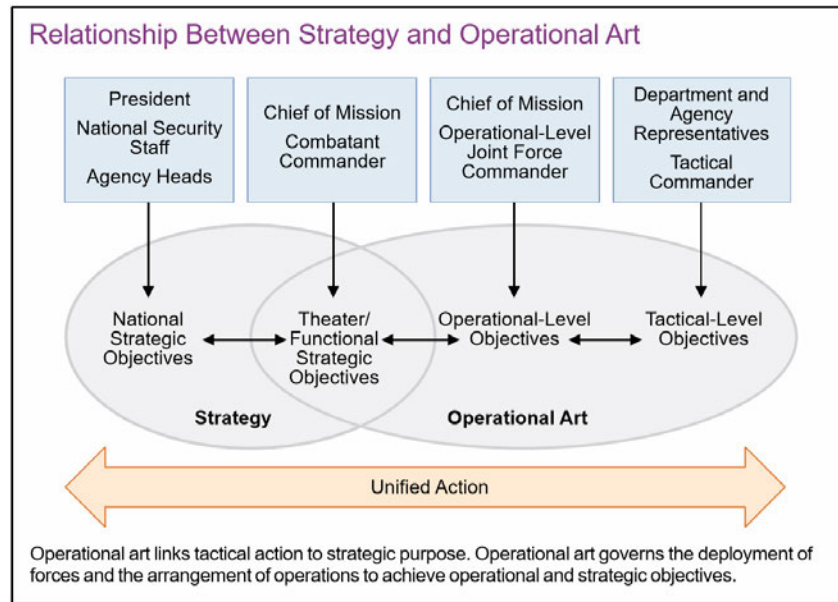 Relationship Between Strategy and Operational Art
President
National Security
Staff
Agency Heads
Chief of Mission
Combatant
Commander
Chief of Mission
Operational-Level
Joint Force
Commander
Department and
Agency
Representatives
Tactical
Commander
National
Strategic
Objectives
Theater/
Functional
Strategic
Objectives
Operational-Level
Objectives
Tactical-Level
Objectives
Strategy
Operational Art
Unified Action
Operational art links tactical action to strategic purpose. Operational art governs the deployment of
forces and the arrangement of operations to achieve operational and strategic objectives.